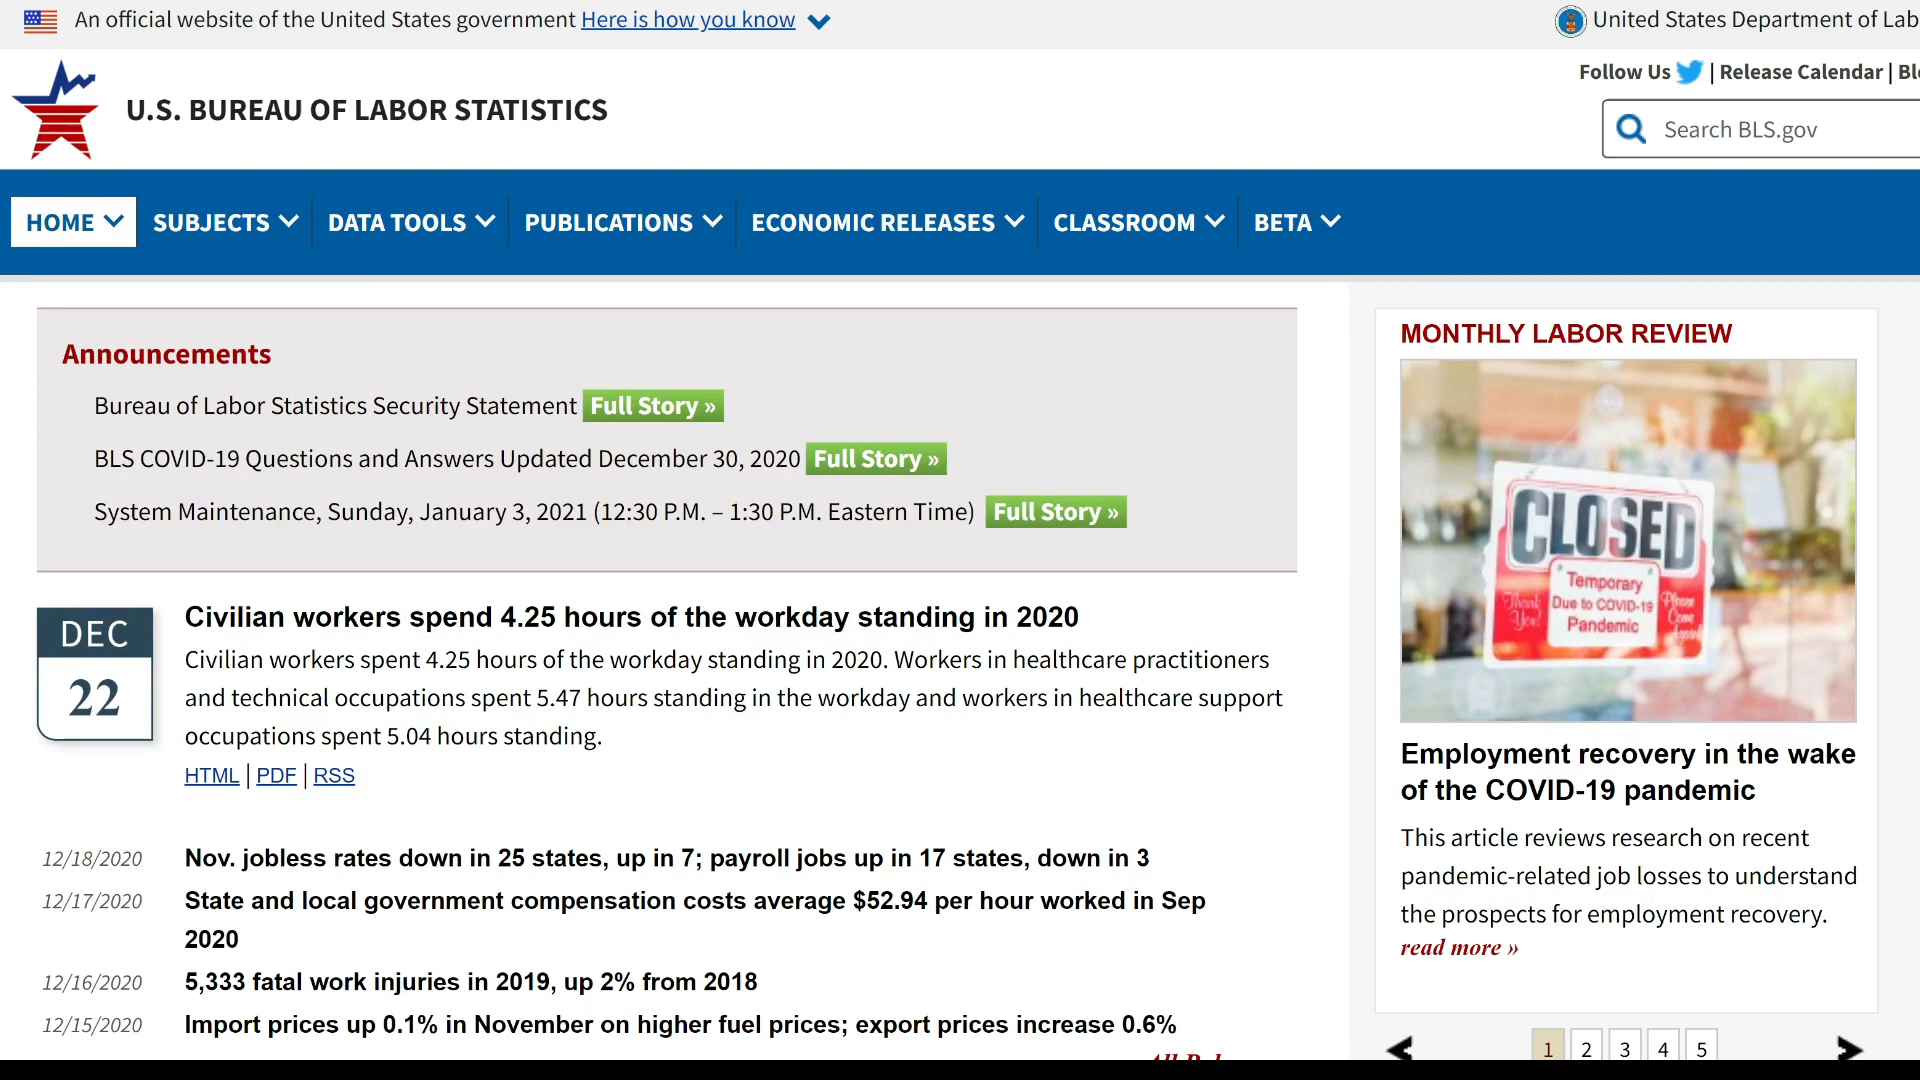 An official website of the United States government Here is how you know
United States Department of Lab
Follow Us | Release Calendar | Bl
U.S. BUREAU OF LABOR STATISTICS
Search BLS.gov
HOME SUBJECTS DATA TOOLS PUBLICATIONS ECONOMIC RELEASES CLASSROOM BETA
Announcements
Bureau of Labor Statistics Security Statement Full Story »
BLS COVID-19 Questions and Answers Updated December 30, 2020 Full Story »
System Maintenance, Sunday, January 3, 2021 (12:30 P.M. – 1:30 P.M. Eastern Time) Full Story »
DEC
22
Civilian workers spend 4.25 hours of the workday standing in 2020
Civilian workers spent 4.25 hours of the workday standing in 2020. Workers in healthcare practitioners
and technical occupations spent 5.47 hours standing in the workday and workers in healthcare support
occupations spent 5.04 hours standing.
HTML | PDF | RSS
12/18/2020 Nov. jobless rates down in 25 states, up in 7; payroll jobs up in 17 states, down in 3
12/17/2020 State and local government compensation costs average $52.94 per hour worked in Sep
2020
12/16/2020 5,333 fatal work injuries in 2019, up 2% from 2018
12/15/2020 Import prices up 0.1% in November on higher fuel prices; export prices increase 0.6%
MONTHLY LABOR REVIEW
CLOSED
Temporary
Due to COVID-19
Pandemic
Thank
You!
Please
Come
Again
Employment recovery in the wake
of the COVID-19 pandemic
This article reviews research on recent
pandemic-related job losses to understand
the prospects for employment recovery.
read more »
1 2 3 4 5